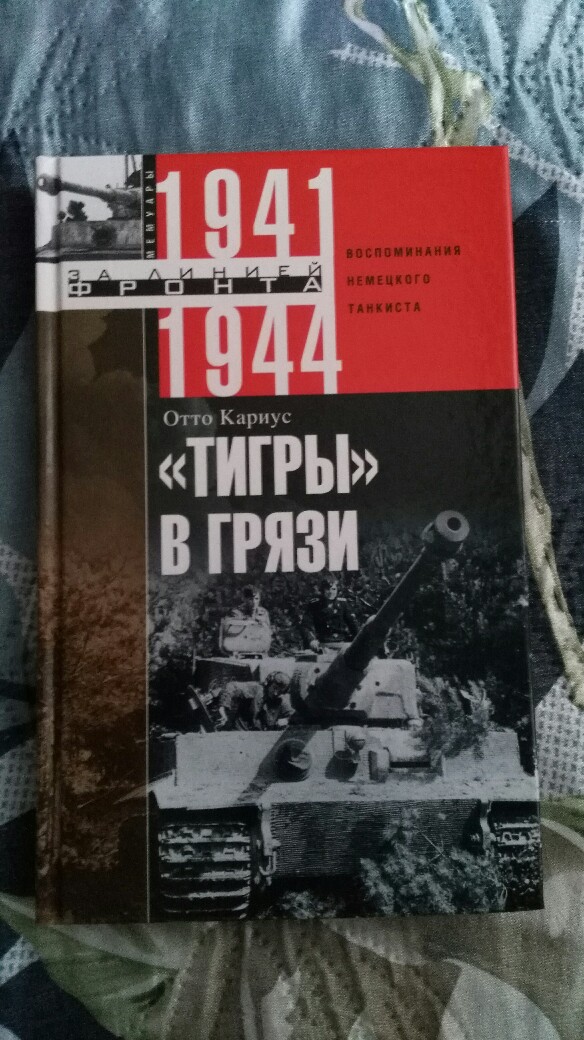 МЕМУАРЫ
1941
ЗА ЛИНИЕЙ
ФРОНТА
1944
ВОСПОМИНАНИЯ
НЕМЕЦКОГО
ТАНКИСТА
Отто Кариус
«ТИГРЫ»
В ГРЯЗИ